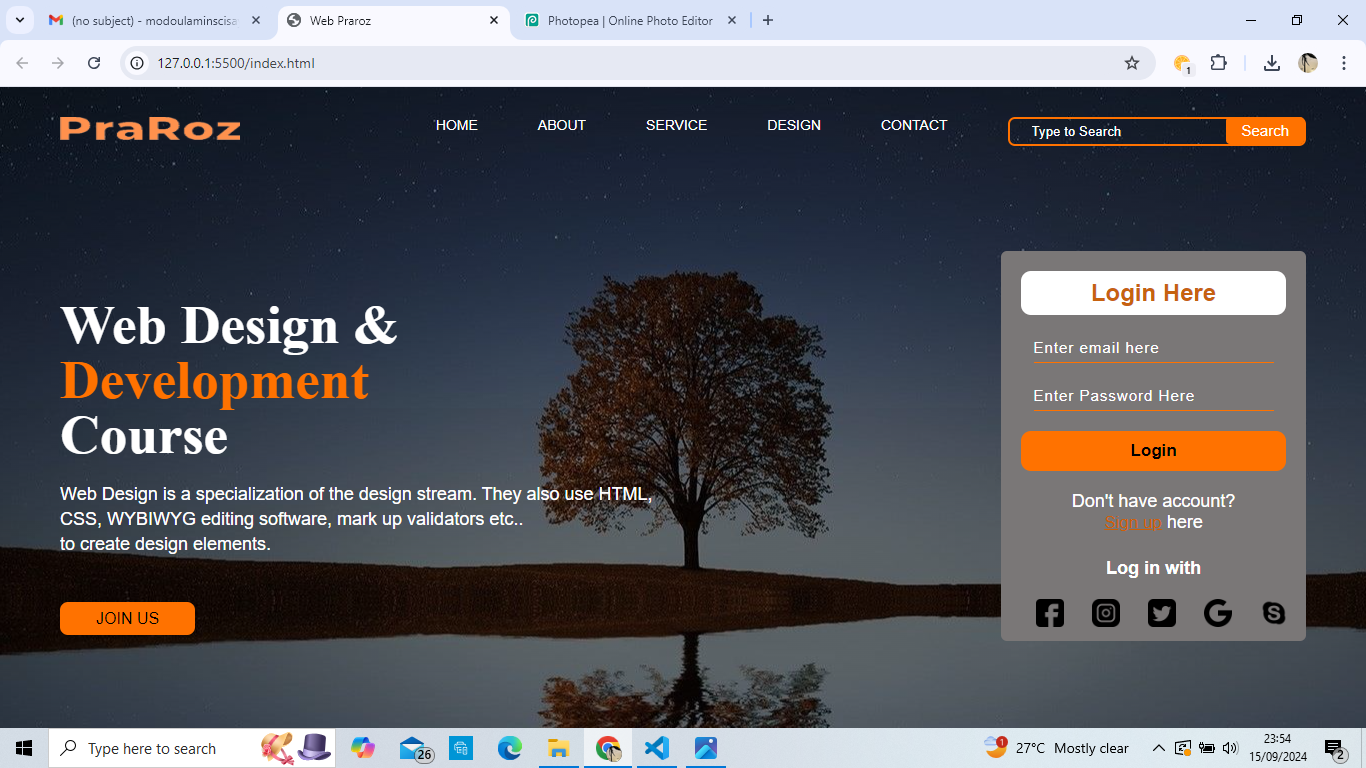 (no subject) - modoulaminscisa
Web Praroz
Photopea | Online Photo Editor
127.0.0.1:5500/index.html
1
PraRoz
HOME
ABOUT
SERVICE
DESIGN
CONTACT
Type to Search
Search
Web Design &
Development
Course
Web Design is a specialization of the design stream. They also use HTML,
CSS, WYBIWYG editing software, mark up validators etc..
to create design elements.
JOIN US
Login Here
Enter email here
Enter Password Here
Login
Don't have account?
Sign up here
Log in with
Type here to search
26
1
27°C Mostly clear
23:54
15/09/2024
2